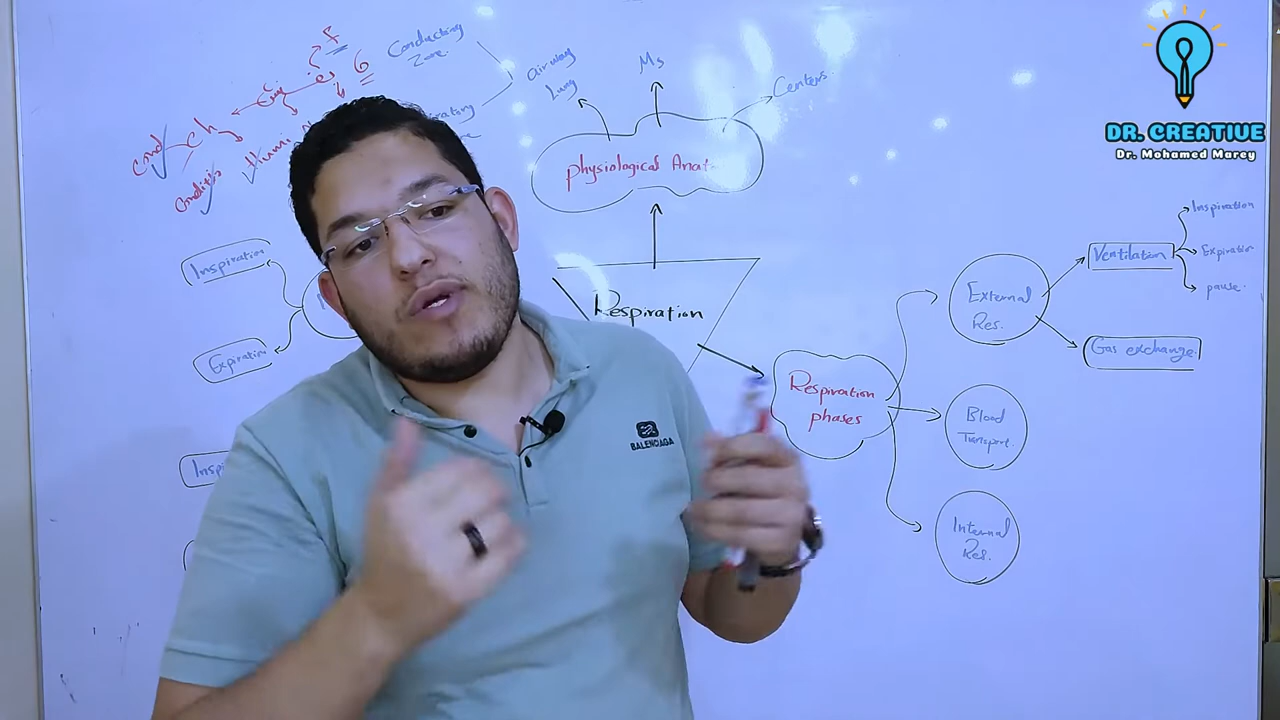 DR. CREATIVE
Dr. Mohamed Marey
Conducting
Zone
airway
Lung
Ms
Centers
physiological Anat.
Respiration
Inspiration
Expiration
Respiration
phases
External
Res.
Ventilation
Inspiration
Expiration
pause
Gas exchange
Blood
Transport.
Internal
Res.
BALENCIAGA